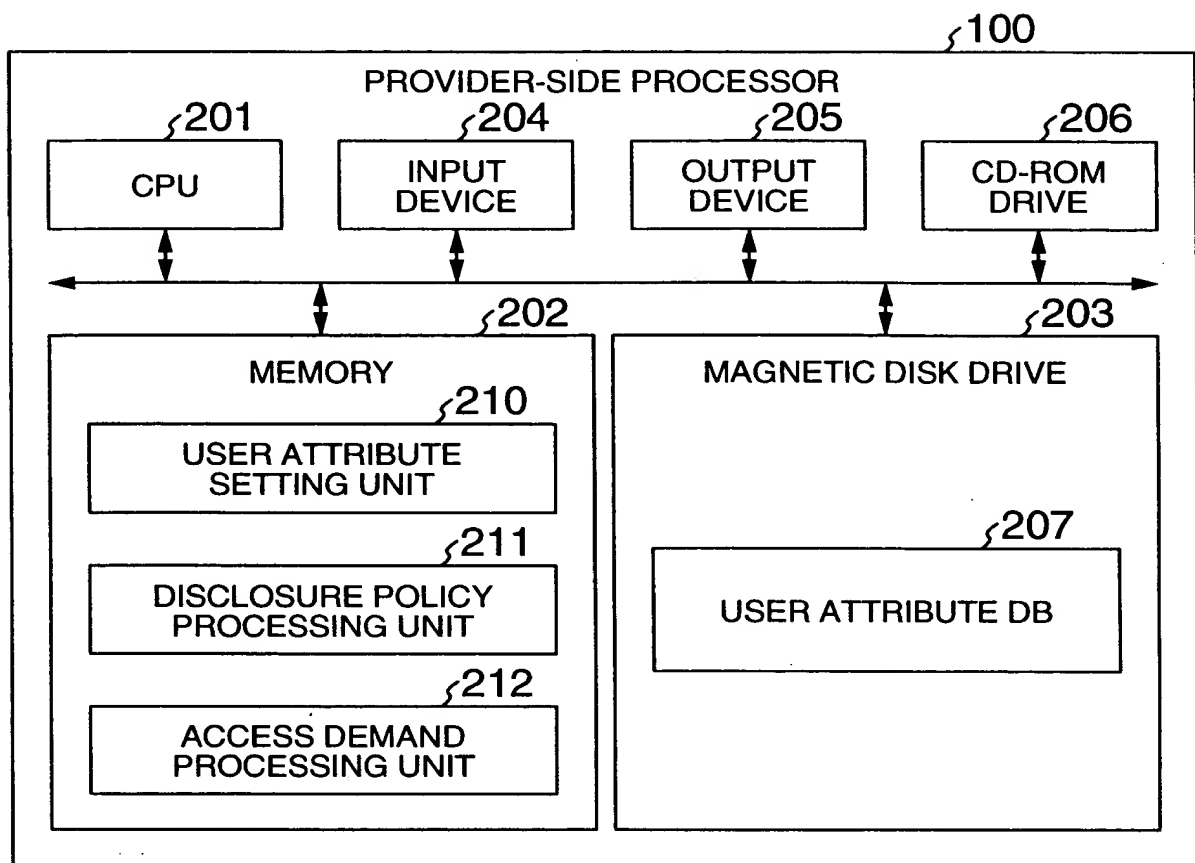 100
PROVIDER-SIDE PROCESSOR
201
204
205
206
CPU
INPUT
DEVICE
OUTPUT
DEVICE
CD-ROM
DRIVE
202
203
MEMORY
MAGNETIC DISK DRIVE
210
USER ATTRIBUTE
SETTING UNIT
211
DISCLOSURE POLICY
PROCESSING UNIT
212
ACCESS DEMAND
PROCESSING UNIT
207
USER ATTRIBUTE DB